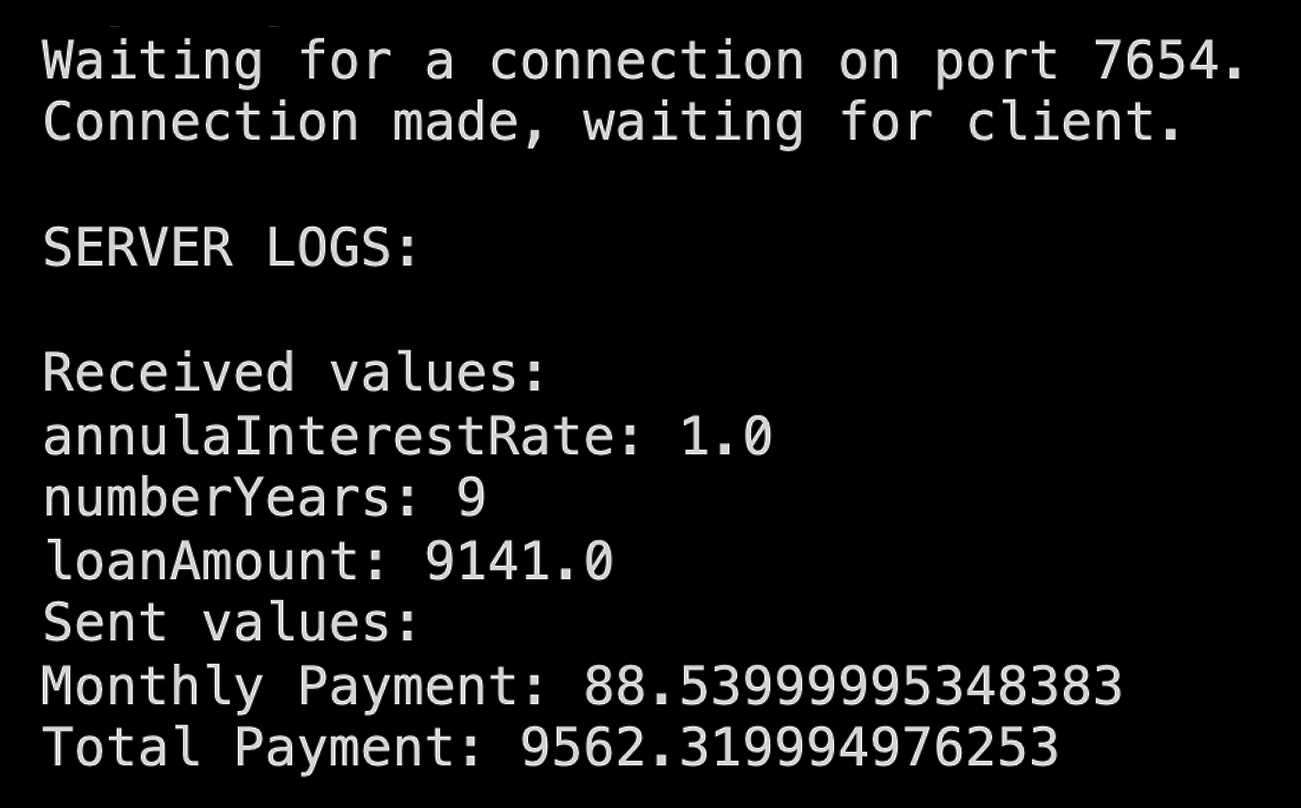 Waiting for a connection on port 7654.
Connection made, waiting for client.
SERVER LOGS:
Received values:
annulaInterestRate: 1.0
numberYears: 9
loanAmount: 9141.0
Sent values:
Monthly Payment: 88.53999995348383
Total Payment: 9562.319994976253